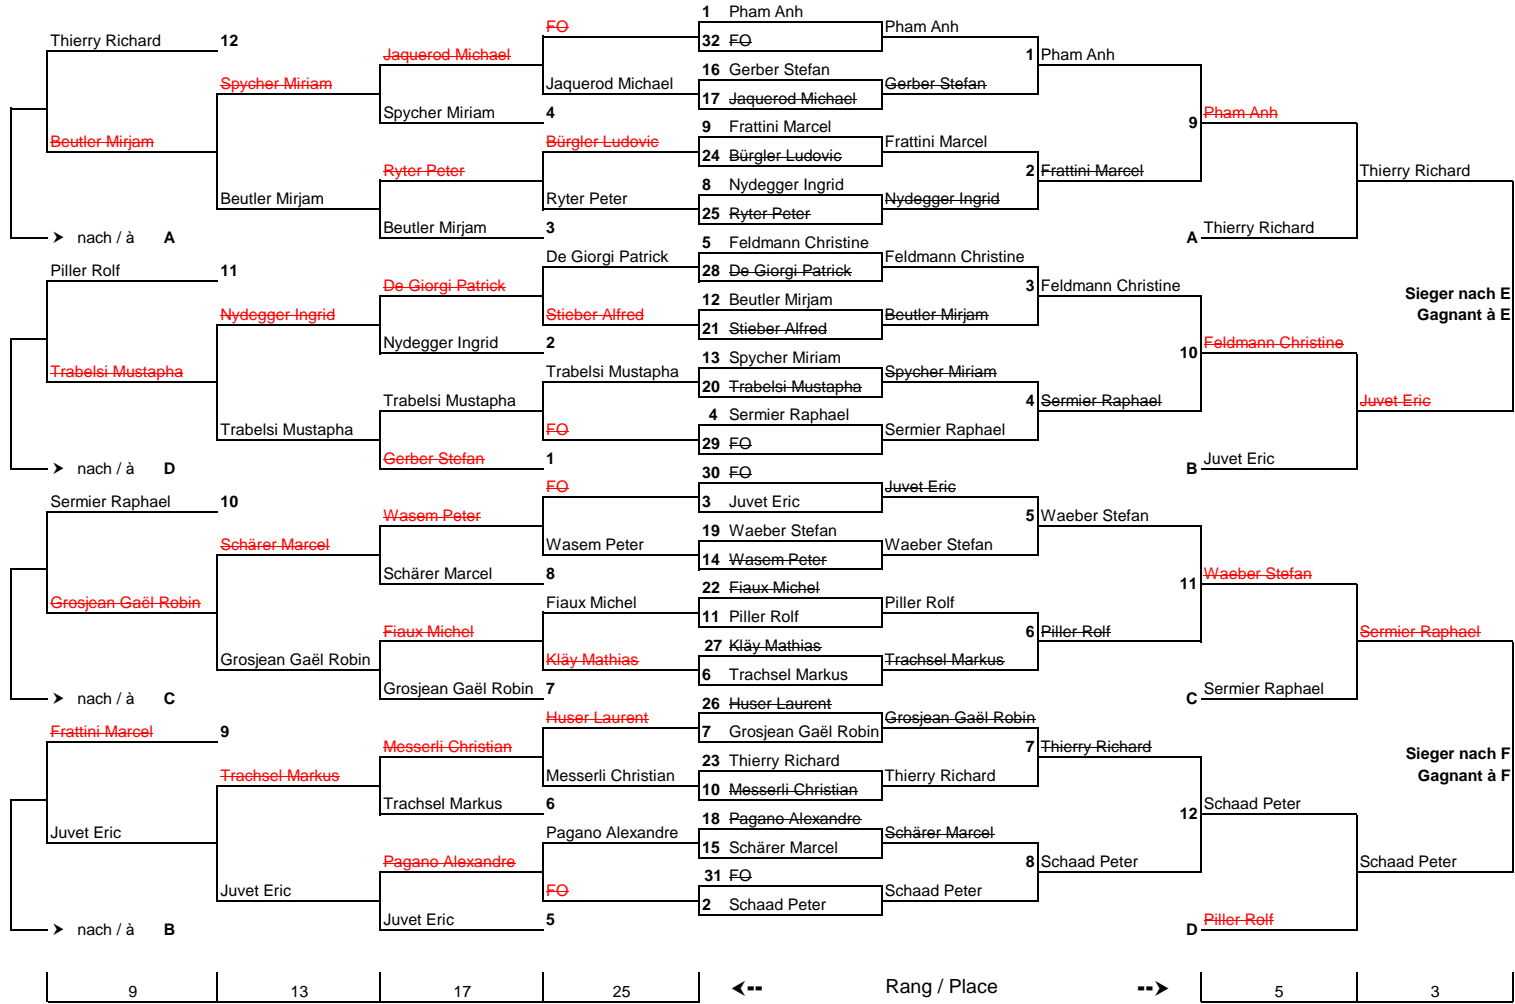 1 Pham Anh
FO Pham Anh
Thierry Richard 12 32 FO
Jaquerod Michael 1 Pham Anh
16 Gerber Stefan
Spycher Miriam Jaquerod Michael Gerber Stefan
17 Jaquerod Michael
Spycher Miriam 4 Pham Anh
9 9 Frattini Marcel
Beutler Mirjam Bürgler Ludovic Frattini Marcel
24 Bürgler Ludovic
Ryter Peter 2 Frattini Marcel Thierry Richard
8 Nydegger Ingrid
Beutler Mirjam Ryter Peter Nydegger Ingrid
25 Ryter Peter
Beutler Mirjam 3 Thierry Richard
nach / à A A
5 Feldmann Christine
De Giorgi Patrick Feldmann Christine
Piller Rolf 11 28 De Giorgi Patrick
De Giorgi Patrick 3 Feldmann Christine
Sieger nach E
12 Beutler Mirjam
Nydegger Ingrid Stieber Alfred Beutler Mirjam Gagnant à E
21 Stieber Alfred
Nydegger Ingrid 2 Feldmann Christine
10 13 Spycher Miriam
Trabelsi Mustapha Trabelsi Mustapha Spycher Miriam
20 Trabelsi Mustapha
Trabelsi Mustapha 4 Sermier Raphael Juvet Eric
4 Sermier Raphael
Trabelsi Mustapha FO Sermier Raphael
29 FO
Gerber Stefan 1 Juvet Eric
nach / à D B
30 FO
FO Juvet Eric
Sermier Raphael 10 3 Juvet Eric
Wasem Peter 5 Waeber Stefan
19 Waeber Stefan
Schärer Marcel Wasem Peter Waeber Stefan
14 Wasem Peter
Schärer Marcel 8 Waeber Stefan
11 22 Fiaux Michel
Grosjean Gaël Robin Fiaux Michel Piller Rolf
11 Piller Rolf
Fiaux Michel 6 Piller Rolf Sermier Raphael
27 Kläy Mathias
Grosjean Gaël Robin Kläy Mathias Trachsel Markus
6 Trachsel Markus
Grosjean Gaël Robin 7 Sermier Raphael
nach / à C C
26 Huser Laurent
Huser Laurent Grosjean Gaël Robin
Frattini Marcel 9 7 Grosjean Gaël Robin
Messerli Christian 7 Thierry Richard
Sieger nach F
23 Thierry Richard
Trachsel Markus Messerli Christian Thierry Richard Gagnant à F
10 Messerli Christian
Trachsel Markus 6 Schaad Peter
12 18 Pagano Alexandre
Juvet Eric Pagano Alexandre Schärer Marcel
15 Schärer Marcel
Pagano Alexandre 8 Schaad Peter Schaad Peter
31 FO
Juvet Eric FO Schaad Peter
2 Schaad Peter
Juvet Eric 5 Piller Rolf
nach / à B D
9 13 17 25 Rang / Place 5 3